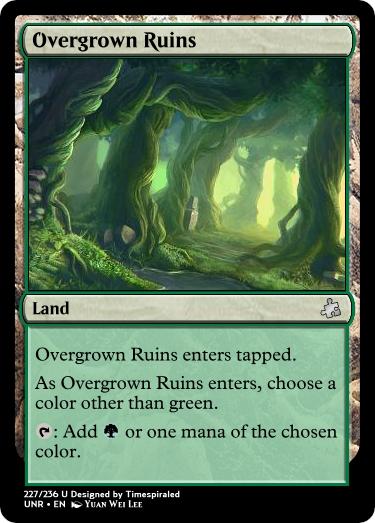 Overgrown Ruins
Land
Overgrown Ruins enters tapped.
As Overgrown Ruins enters, choose a
color other than green.
: Add or one mana of the chosen
color.
227/236 U Designed by Timespiraled
UNR • EN Yuan Wei Lee